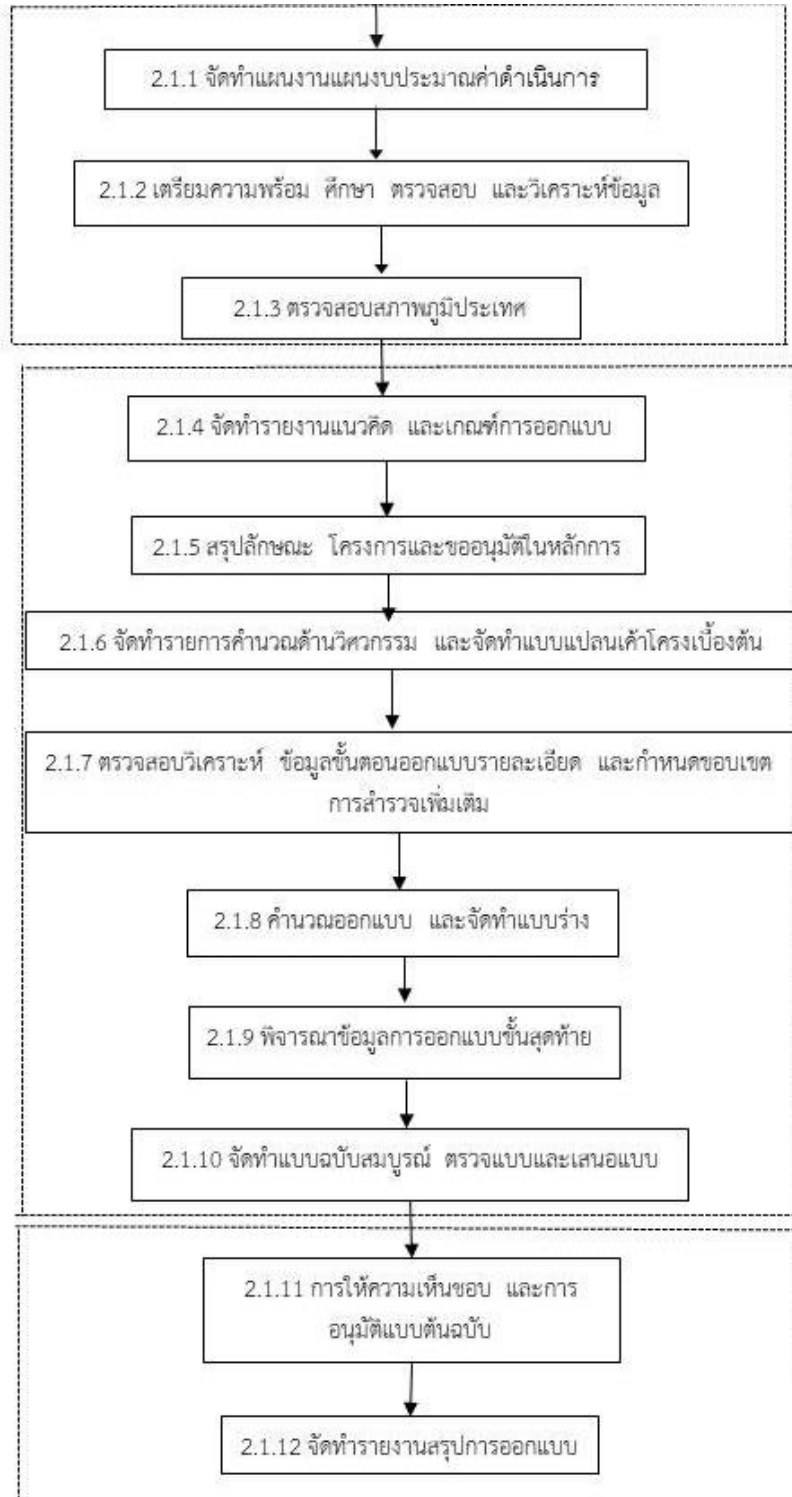 2.1.1 จัดทำแผนงานแผนงบประมาณค่าดำเนินการ
2.1.2 เตรียมความพร้อม ศึกษา ตรวจสอบ และวิเคราะห์ข้อมูล
2.1.3 ตรวจสอบสภาพภูมิประเทศ
2.1.4 จัดทำรายงานแนวคิด และเกณฑ์การออกแบบ
2.1.5 สรุปลักษณะ โครงการและขออนุมัติในหลักการ
2.1.6 จัดทำรายการคำนวณด้านวิศวกรรม และจัดทำแบบแปลนเค้าโครงเบื้องต้น
2.1.7 ตรวจสอบวิเคราะห์ ข้อมูลขั้นตอนออกแบบรายละเอียด และกำหนดขอบเขต
การสำรวจเพิ่มเติม
2.1.8 คำนวณออกแบบ และจัดทำแบบร่าง
2.1.9 พิจารณาข้อมูลการออกแบบขั้นสุดท้าย
2.1.10 จัดทำแบบฉบับสมบูรณ์ ตรวจแบบและเสนอแบบ
2.1.11 การให้ความเห็นชอบ และการ
อนุมัติแบบต้นฉบับ
2.1.12 จัดทำรายงานสรุปการออกแบบ